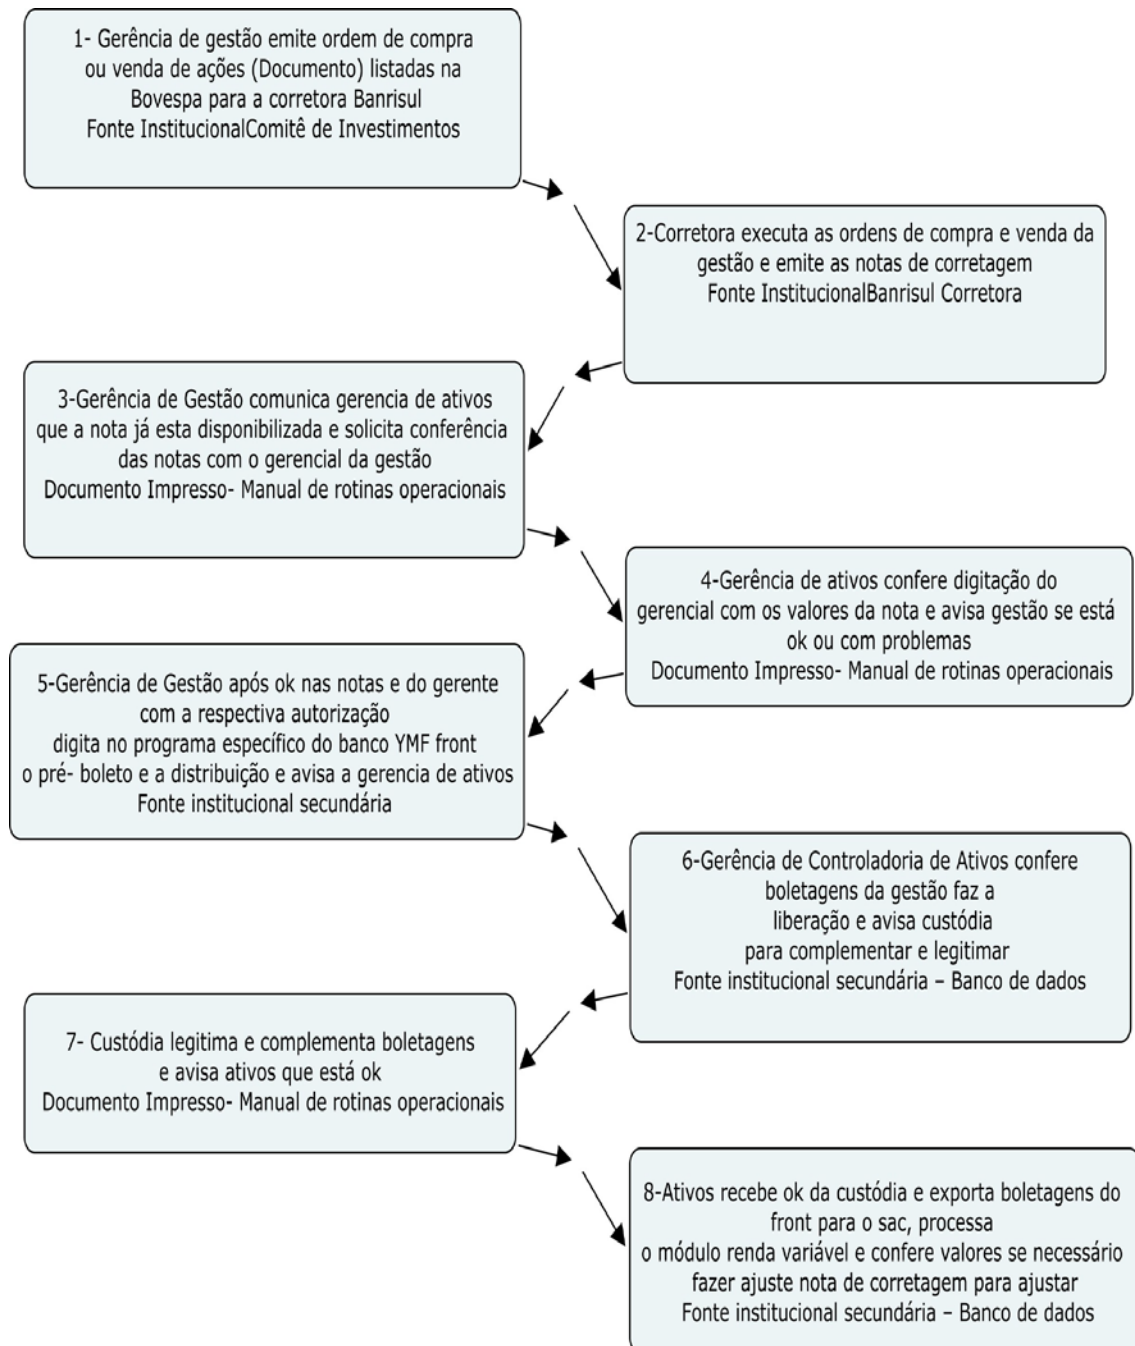 1- Gerência de gestão emite ordem de compra
ou venda de ações (Documento) listadas na
Bovespa para a corretora Banrisul
Fonte InstitucionalComitê de Investimentos
2-Corretora executa as ordens de compra e venda da
gestão e emite as notas de corretagem
Fonte InstitucionalBanrisul Corretora
3-Gerência de Gestão comunica gerencia de ativos
que a nota já esta disponibilizada e solicita conferência
das notas com o gerencial da gestão
Documento Impresso- Manual de rotinas operacionais
4-Gerência de ativos confere digitação do
gerencial com os valores da nota e avisa gestão se está
ok ou com problemas
Documento Impresso- Manual de rotinas operacionais
5-Gerência de Gestão após ok nas notas e do gerente
com a respectiva autorização
digita no programa específico do banco YMF front
o pré- boleto e a distribuição e avisa a gerencia de ativos
Fonte institucional secundária
6-Gerência de Controladoria de Ativos confere
boletagens da gestão faz a
liberação e avisa custódia
para complementar e legitimar
Fonte institucional secundária – Banco de dados
7- Custódia legitima e complementa boletagens
e avisa ativos que está ok
Documento Impresso- Manual de rotinas operacionais
8-Ativos recebe ok da custódia e exporta boletagens do
front para o sac, processa
o módulo renda variável e confere valores se necessário
fazer ajuste nota de corretagem para ajustar
Fonte institucional secundária – Banco de dados